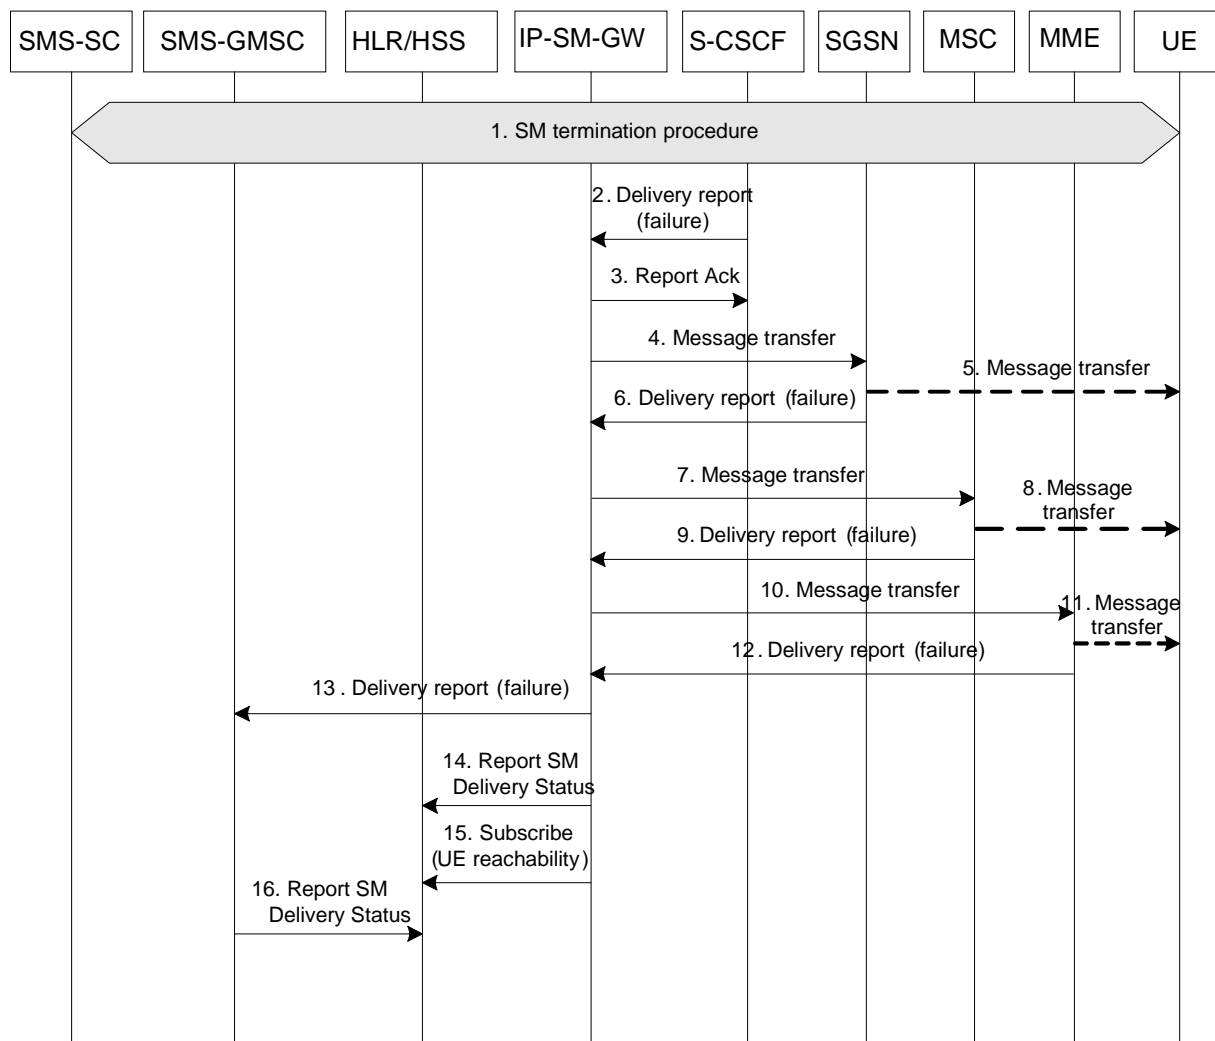 SMS-SC
SMS-GMSC
HLR/HSS
IP-SM-GW
S-CSCF
SGSN
MSC
MME
UE
1. SM termination procedure
2. Delivery report
(failure)
3. Report Ack
4. Message transfer
5. Message transfer
6. Delivery report (failure)
7. Message transfer
8. Message
transfer
9. Delivery report (failure)
10. Message transfer
11. Message
transfer
12. Delivery report (failure)
13. Delivery report (failure)
14. Report SM
Delivery Status
15. Subscribe
(UE reachability)
16. Report SM
Delivery Status